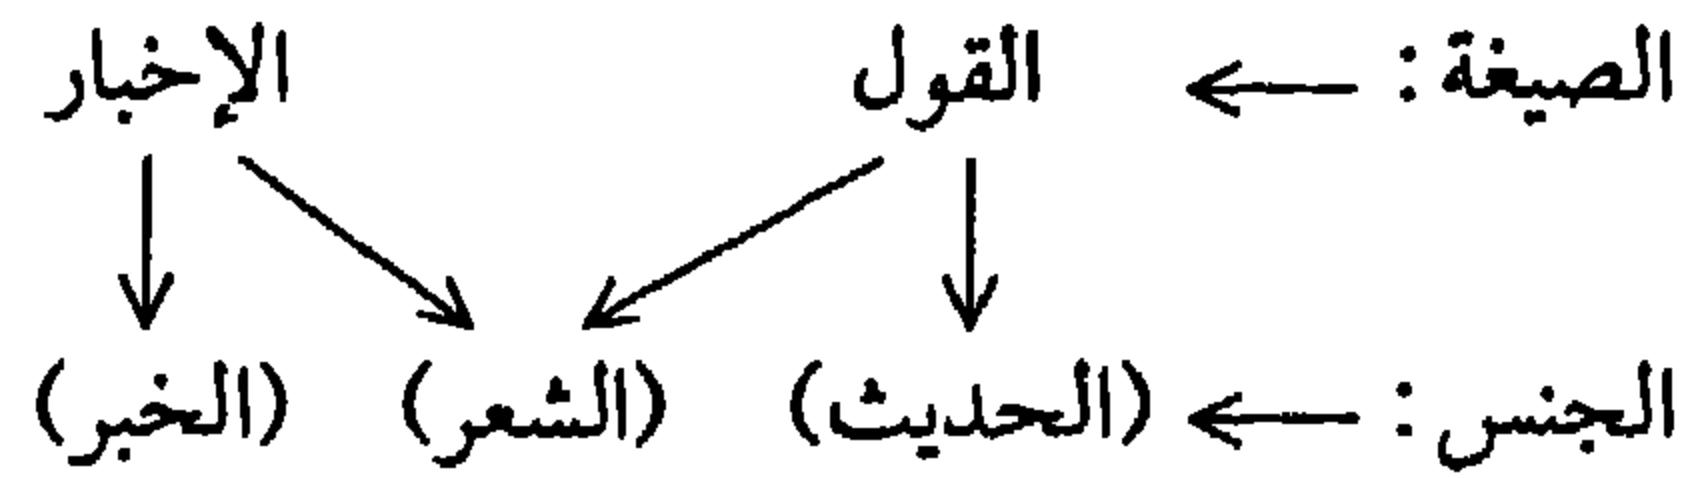 الصيغة : ← القول الإخبار
الجنس : ← (الحديث) (الشعر) (الخبر)